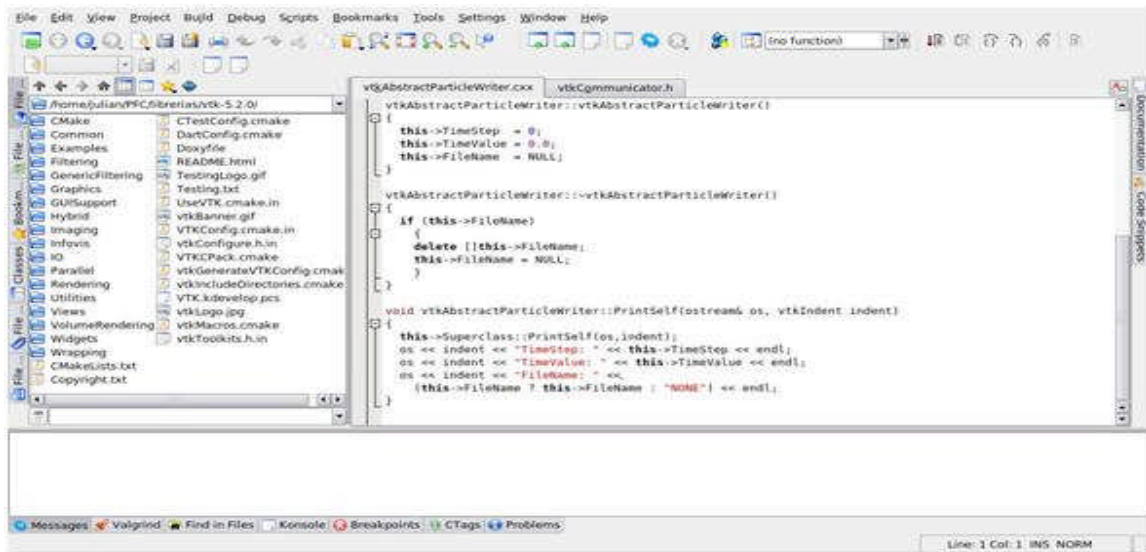 File Edit View Project Build Debug Scripts Bookmarks Tools Settings Window Help
(no function)
/home/julian/PFC/librerias/vtk-5.2.0/
CMake
Common
Examples
Filtering
GenericFiltering
Graphics
GUISupport
Hybrid
Imaging
Infovis
IO
Parallel
Rendering
Utilities
Views
VolumeRendering
Widgets
Wrapping
CMakeLists.txt
Copyright.txt
CTestConfig.cmake
DartConfig.cmake
Doxyfile
README.html
TestingLogo.gif
Testing.txt
UseVTK.cmake.in
vtkBanner.gif
VTKConfig.cmake.in
vtkConfigure.h.in
VTKCPack.cmake
vtkGenerateVTKConfig.cmak
vtkIncludeDirectories.cmake
VTK.kdevelop.pcs
vtkLogo.jpg
vtkMacros.cmake
vtkToolkits.h.in
vtkAbstractParticleWriter.cxx vtkCommunicator.h
vtkAbstractParticleWriter::vtkAbstractParticleWriter()
{
this->TimeStep = 0;
this->TimeValue = 0.0;
this->FileName = NULL;
}
vtkAbstractParticleWriter::~vtkAbstractParticleWriter()
{
if (this->FileName)
{
delete []this->FileName;
this->FileName = NULL;
}
}
void vtkAbstractParticleWriter::PrintSelf(ostream& os, vtkIndent indent)
{
this->Superclass::PrintSelf(os,indent);
os << indent << "TimeStep: " << this->TimeStep << endl;
os << indent << "TimeValue: " << this->TimeValue << endl;
os << indent << "FileName: " <<
(this->FileName ? this->FileName : "NONE") << endl;
}
File ...
File ...
Bookm...
Classes
File ...
File ...
Documentation
Code Snippets
Messages Valgrind Find in Files Konsole Breakpoints CTags Problems
Line: 1 Col: 1 INS NORM